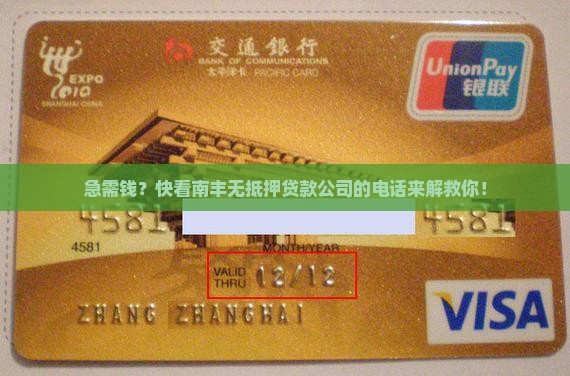 EXPO
2010
SHANGHAI CHINA
交通銀行
BANK OF COMMUNICATIONS
太平洋卡 PACIFIC CARD
UnionPay
银联
急需钱？快看南丰无抵押贷款公司的电话来解救你！
4581 4581
4581
MONTH/YEAR
VALID THRU 12/12
ZHANG ZHANGHAI
VISA